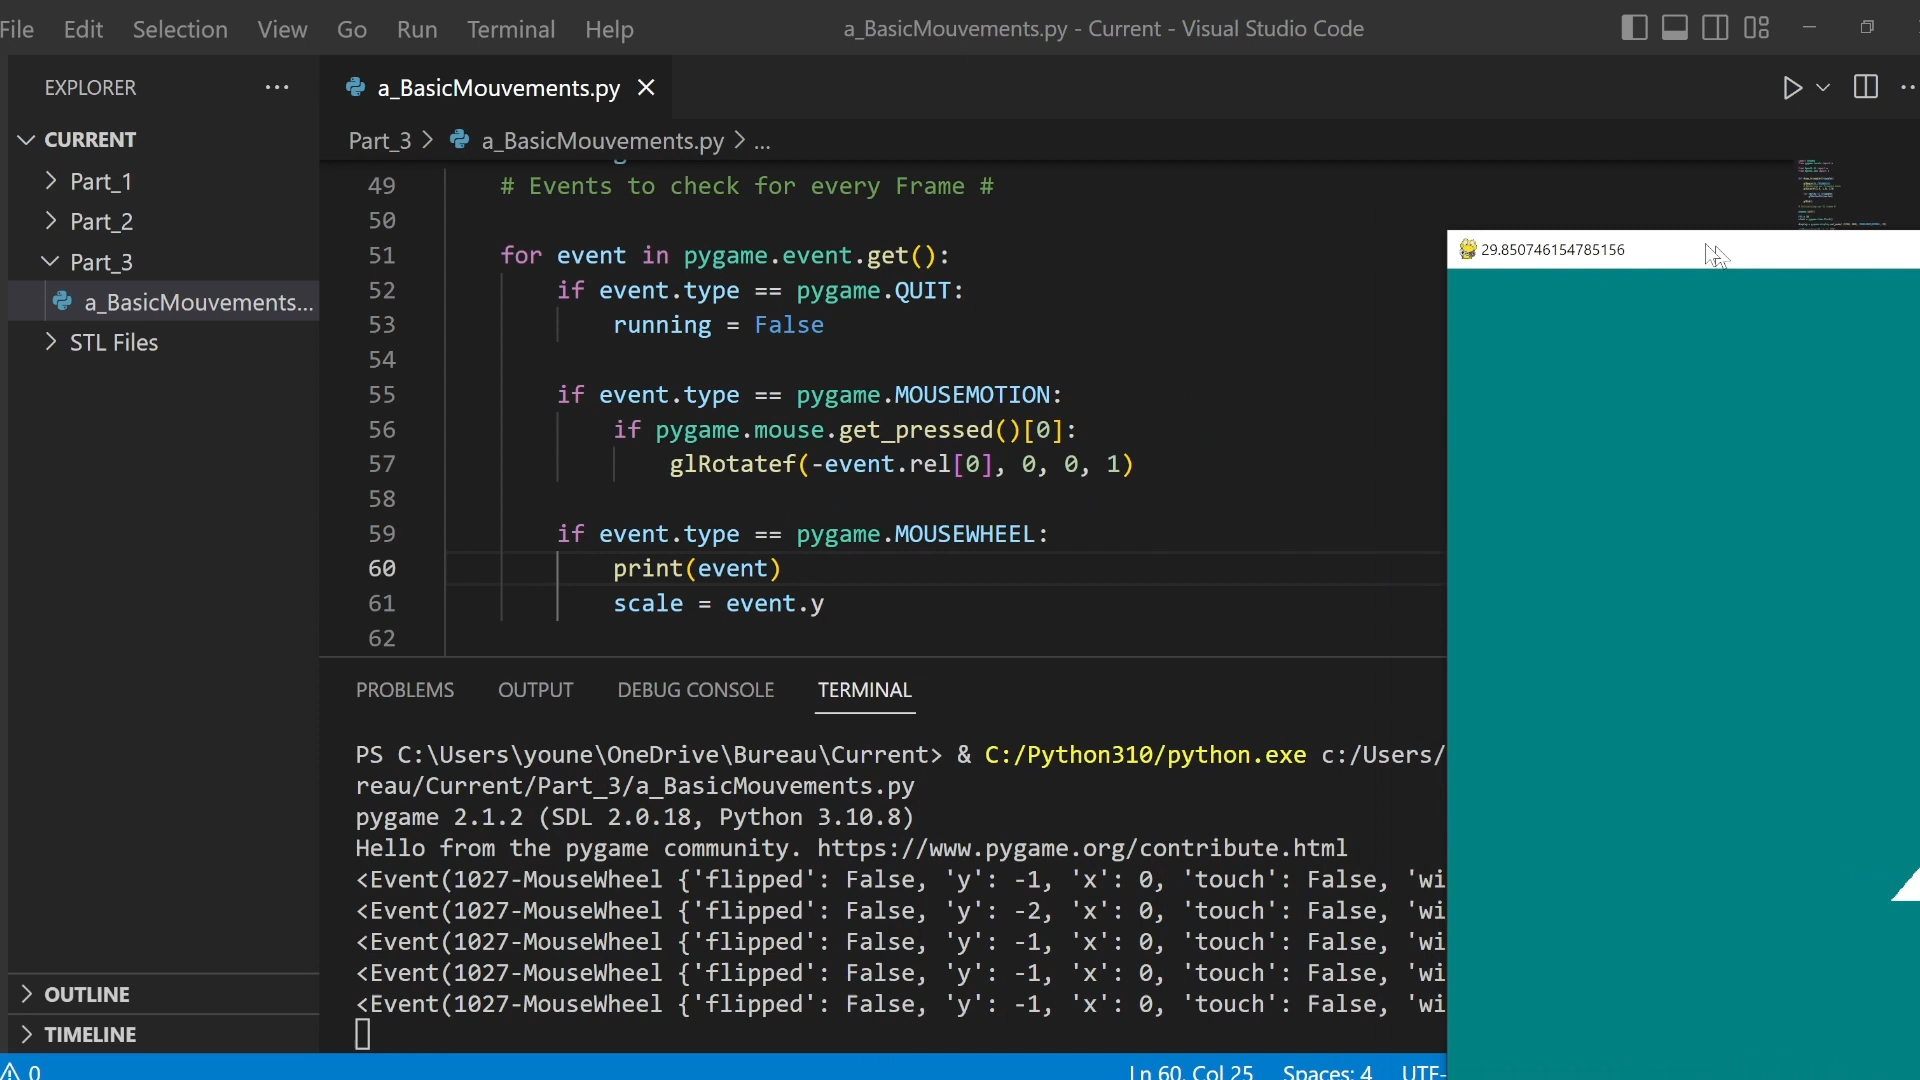 File Edit Selection View Go Run Terminal Help
a_BasicMouvements.py - Current - Visual Studio Code
EXPLORER
CURRENT
Part_1
Part_2
Part_3
a_BasicMouvements...
STL Files
OUTLINE
TIMELINE
a_BasicMouvements.py
Part_3 > a_BasicMouvements.py > ...
49 # Events to check for every Frame #
50
51 for event in pygame.event.get():
52 if event.type == pygame.QUIT:
53 running = False
54
55 if event.type == pygame.MOUSEMOTION:
56 if pygame.mouse.get_pressed()[0]:
57 glRotatef(-event.rel[0], 0, 0, 1)
58
59 if event.type == pygame.MOUSEWHEEL:
60 print(event)
61 scale = event.y
62
29.850746154785156
PROBLEMS OUTPUT DEBUG CONSOLE TERMINAL
PS C:\Users\youne\OneDrive\Bureau\Current> & C:/Python310/python.exe c:/Users/
reau/Current/Part_3/a_BasicMouvements.py
pygame 2.1.2 (SDL 2.0.18, Python 3.10.8)
Hello from the pygame community. https://www.pygame.org/contribute.html
<Event(1027-MouseWheel {'flipped': False, 'y': -1, 'x': 0, 'touch': False, 'wi
<Event(1027-MouseWheel {'flipped': False, 'y': -2, 'x': 0, 'touch': False, 'wi
<Event(1027-MouseWheel {'flipped': False, 'y': -1, 'x': 0, 'touch': False, 'wi
<Event(1027-MouseWheel {'flipped': False, 'y': -1, 'x': 0, 'touch': False, 'wi
<Event(1027-MouseWheel {'flipped': False, 'y': -1, 'x': 0, 'touch': False, 'wi
0 Ln 60, Col 25 Spaces: 4 UTF-